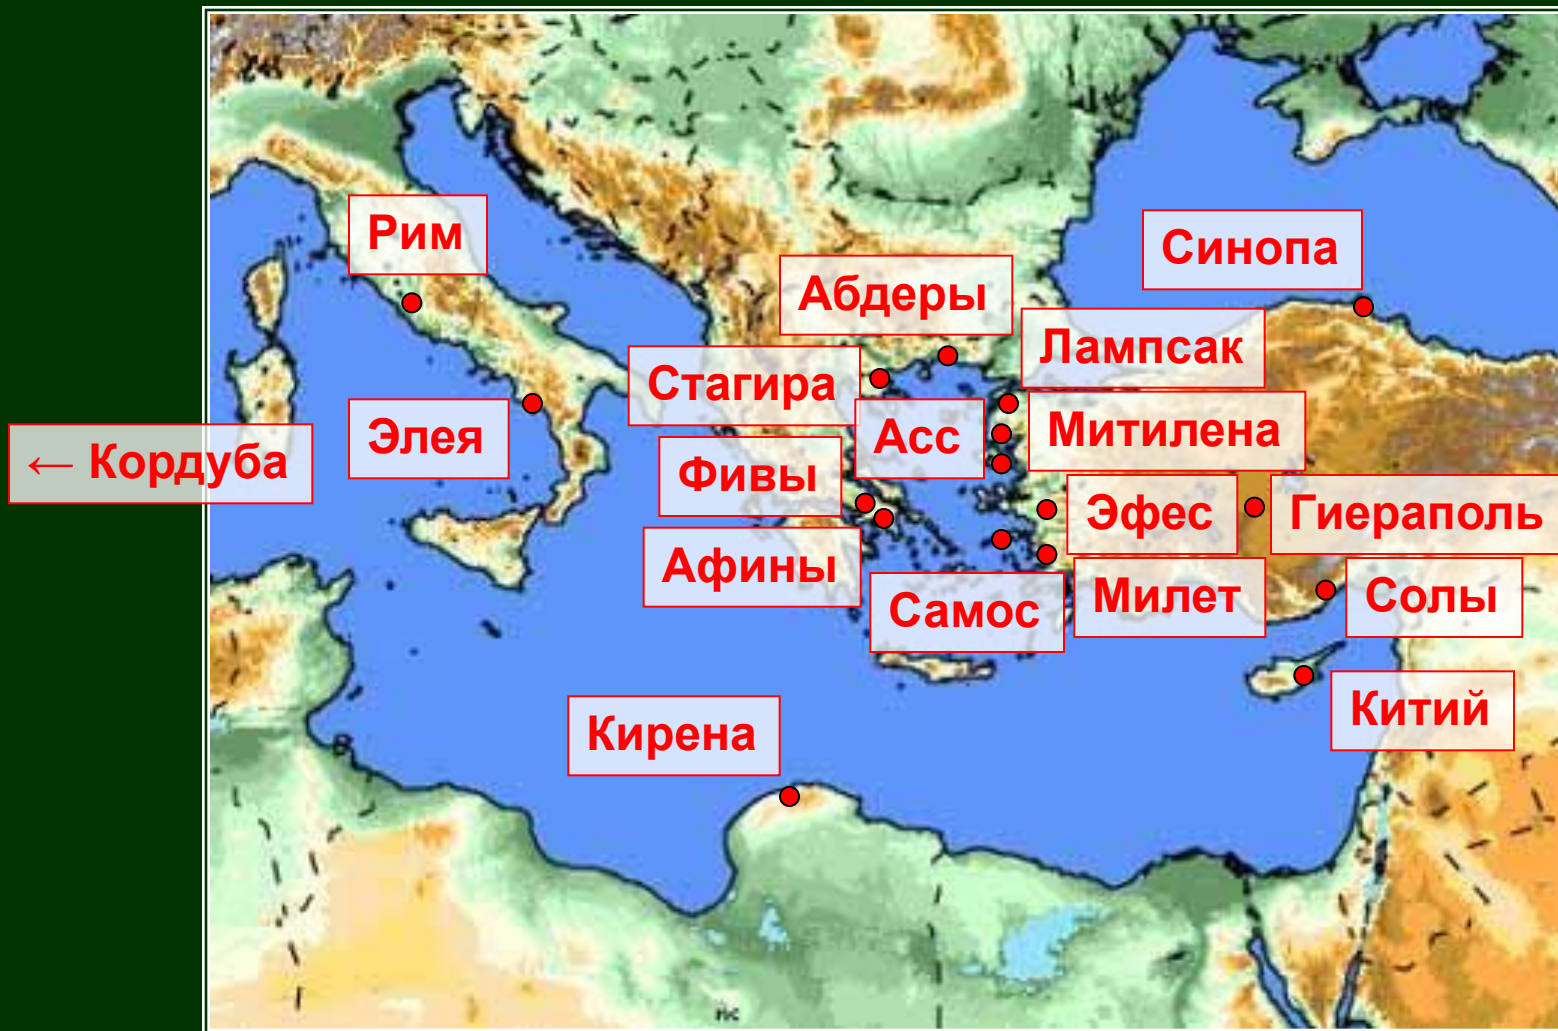 Рим
Синопа
Абдеры
Лампсак
Стагира
Асс
Митилена
Элея
← Кордуба
Фивы
Эфес
Гиераполь
Афины
Самос
Милет
Солы
Китий
Кирена